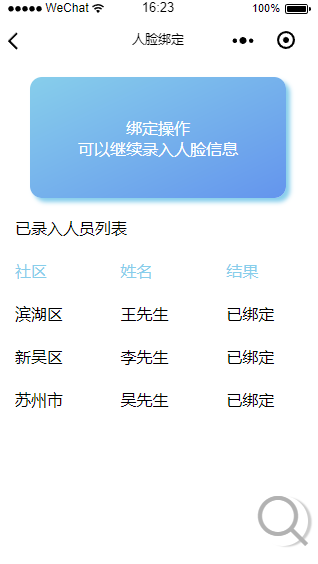 WeChat 16:23 100%
人脸绑定
绑定操作
可以继续录入人脸信息
已录入人员列表
社区 姓名 结果
滨湖区 王先生 已绑定
新吴区 李先生 已绑定
苏州市 吴先生 已绑定